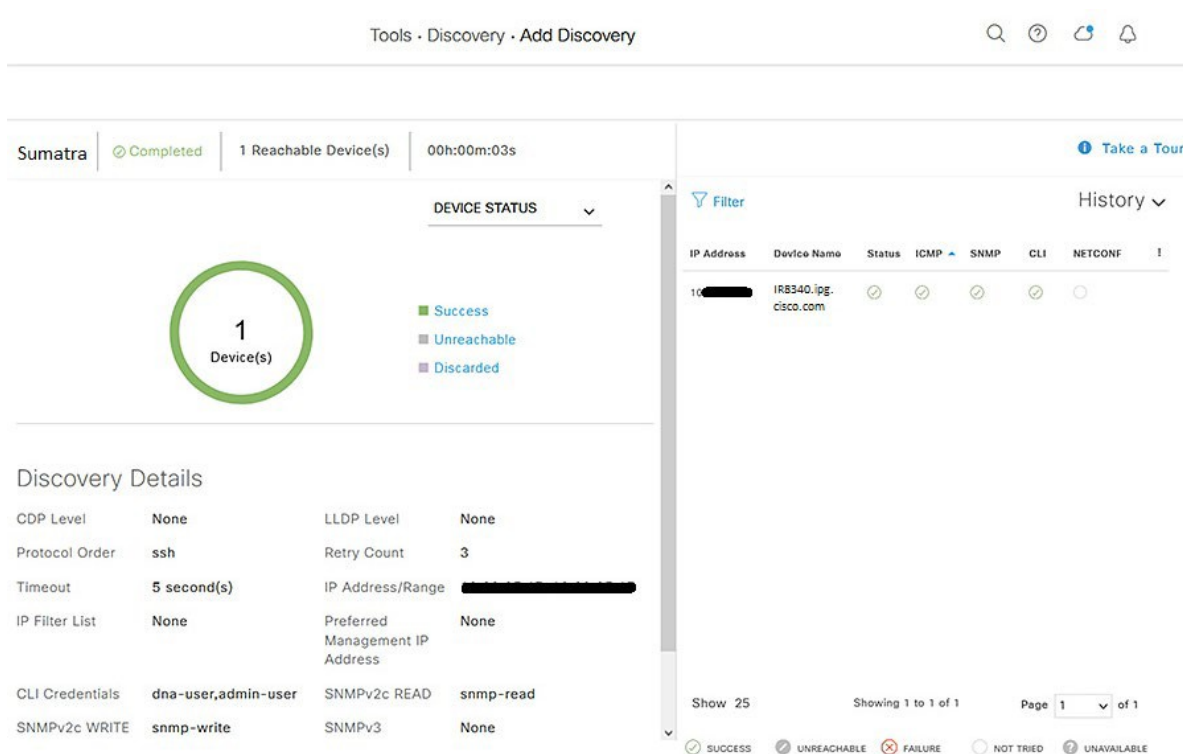 Tools · Discovery · Add Discovery
Sumatra
Completed
1 Reachable Device(s)
00h:00m:03s
Take a Tour
DEVICE STATUS
Filter
History
1
Device(s)
Success
Unreachable
Discarded
IP Address Device Name Status ICMP SNMP CLI NETCONF
10
IR8340.ipg.
cisco.com
Discovery Details
CDP Level None LLDP Level None
Protocol Order ssh Retry Count 3
Timeout 5 second(s) IP Address/Range
IP Filter List None Preferred Management IP Address None
CLI Credentials dna-user,admin-user SNMPv2c READ snmp-read
SNMPv2c WRITE snmp-write SNMPv3 None
Show 25 Showing 1 to 1 of 1 Page 1 of 1
SUCCESS UNREACHABLE FAILURE NOT TRIED UNAVAILABLE